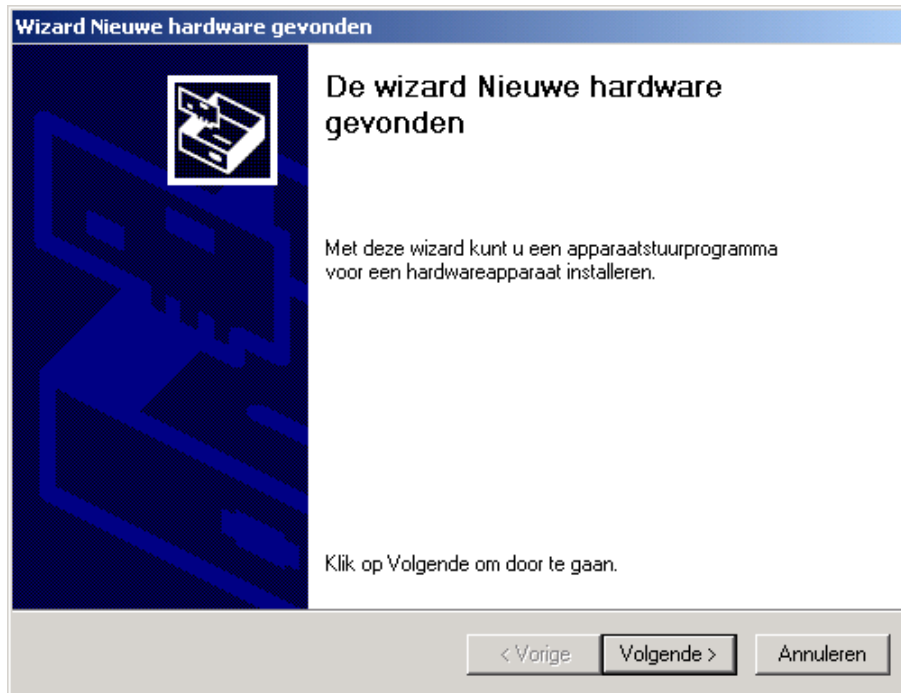 Wizard Nieuwe hardware gevonden
De wizard Nieuwe hardware
gevonden
Met deze wizard kunt u een apparaatstuurprogramma
voor een hardwareapparaat installeren.
Klik op Volgende om door te gaan.
< Vorige Volgende > Annuleren